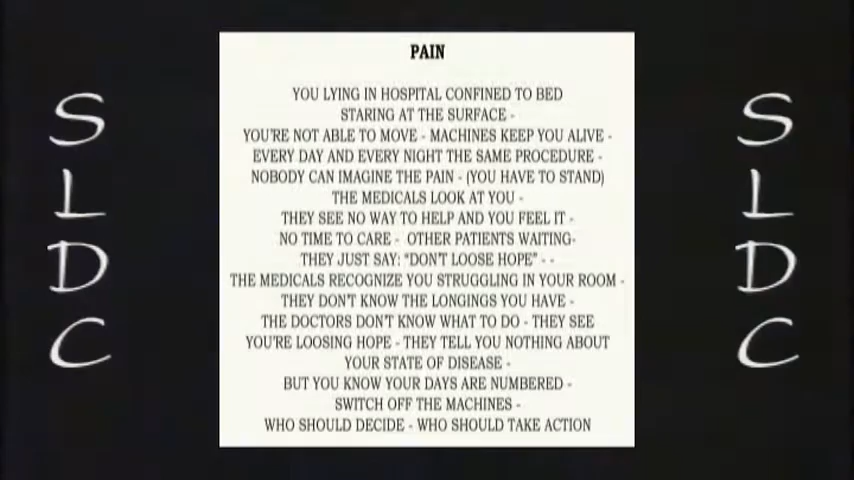 S
L
D
C
PAIN
YOU LYING IN HOSPITAL CONFINED TO BED
STARING AT THE SURFACE -
YOU'RE NOT ABLE TO MOVE - MACHINES KEEP YOU ALIVE -
EVERY DAY AND EVERY NIGHT THE SAME PROCEDURE -
NOBODY CAN IMAGINE THE PAIN - (YOU HAVE TO STAND)
THE MEDICALS LOOK AT YOU -
THEY SEE NO WAY TO HELP AND YOU FEEL IT -
NO TIME TO CARE - OTHER PATIENTS WAITING-
THEY JUST SAY: "DON'T LOOSE HOPE" - -
THE MEDICALS RECOGNIZE YOU STRUGGLING IN YOUR ROOM -
THEY DON'T KNOW THE LONGINGS YOU HAVE -
THE DOCTORS DON'T KNOW WHAT TO DO - THEY SEE
YOU'RE LOOSING HOPE - THEY TELL YOU NOTHING ABOUT
YOUR STATE OF DISEASE -
BUT YOU KNOW YOUR DAYS ARE NUMBERED -
SWITCH OFF THE MACHINES -
WHO SHOULD DECIDE - WHO SHOULD TAKE ACTION
S
L
D
C